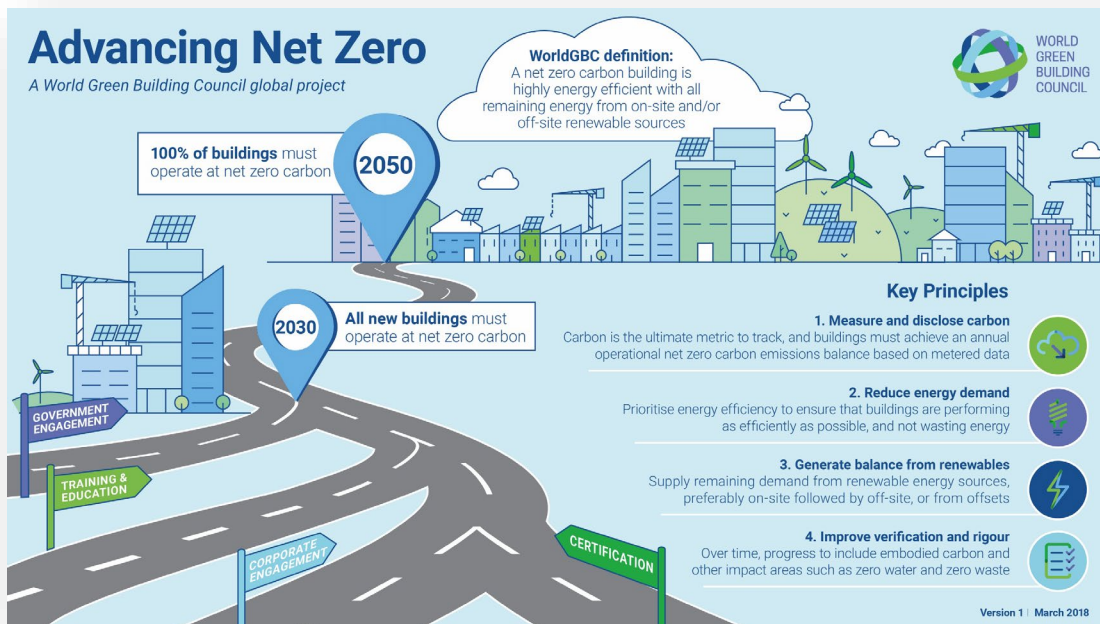 Advancing Net Zero
A World Green Building Council global project
WorldGBC definition:
A net zero carbon building is
highly energy efficient with all
remaining energy from on-site and/or
off-site renewable sources
WORLD
GREEN
BUILDING
COUNCIL
100% of buildings must
operate at net zero carbon
2050
2030
All new buildings must
operate at net zero carbon
GOVERNMENT
ENGAGEMENT
TRAINING &
EDUCATION
CORPORATE
ENGAGEMENT
CERTIFICATION
Key Principles
1. Measure and disclose carbon
Carbon is the ultimate metric to track, and buildings must achieve an annual
operational net zero carbon emissions balance based on metered data
2. Reduce energy demand
Prioritise energy efficiency to ensure that buildings are performing
as efficiently as possible, and not wasting energy
3. Generate balance from renewables
Supply remaining demand from renewable energy sources,
preferably on-site followed by off-site, or from offsets
4. Improve verification and rigour
Over time, progress to include embodied carbon and
other impact areas such as zero water and zero waste
Version 1 | March 2018